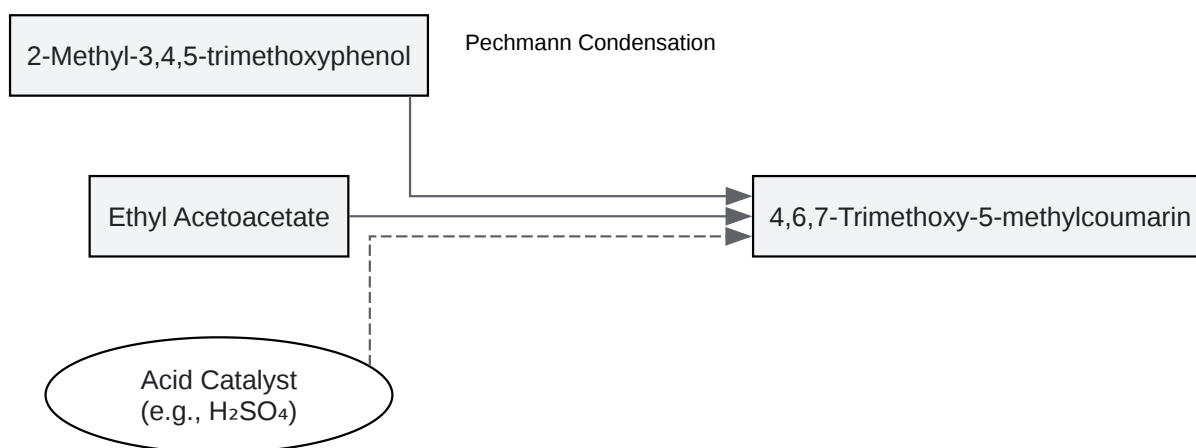 2-Methyl-3,4,5-trimethoxyphenol
Pechmann Condensation
Ethyl Acetoacetate
4,6,7-Trimethoxy-5-methylcoumarin
Acid Catalyst
(e.g., H₂SO₄)